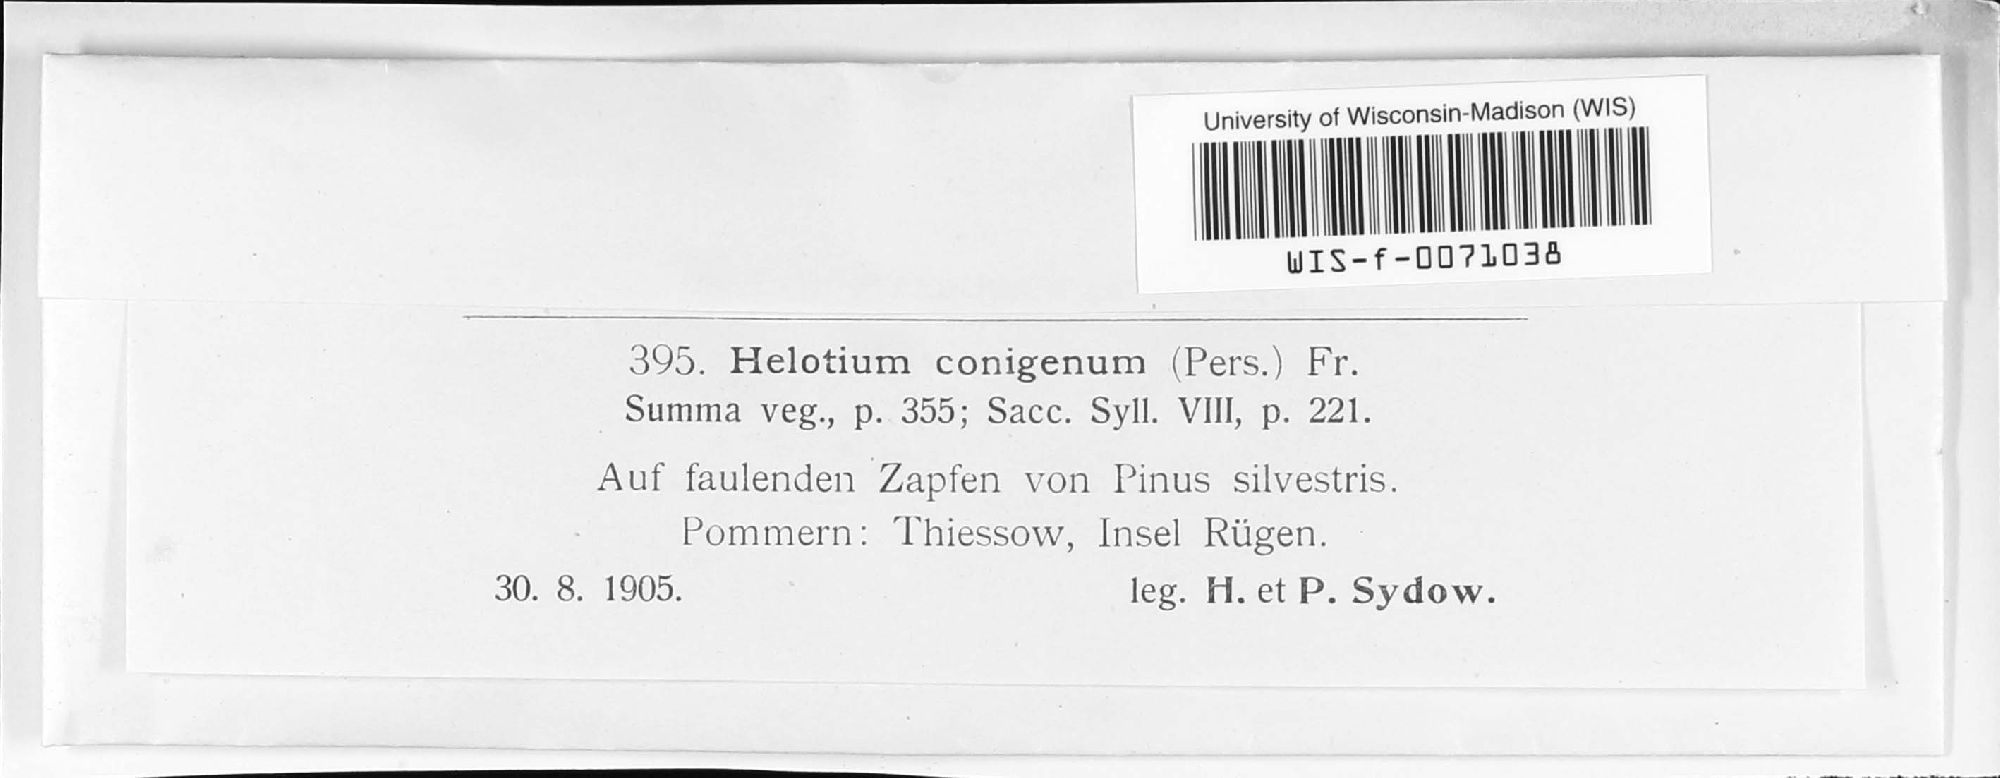 University of Wisconsin-Madison (WIS)
WIS-f-0071038
395. Helotium conigenum (Pers.) Fr.
Summa veg., p. 355; Sacc. Syll. VIII, p. 221.
Auf faulenden Zapfen von Pinus silvestris.
Pommern: Thiessow, Insel Rügen.
30. 8. 1905. leg. H. et P. Sydow.